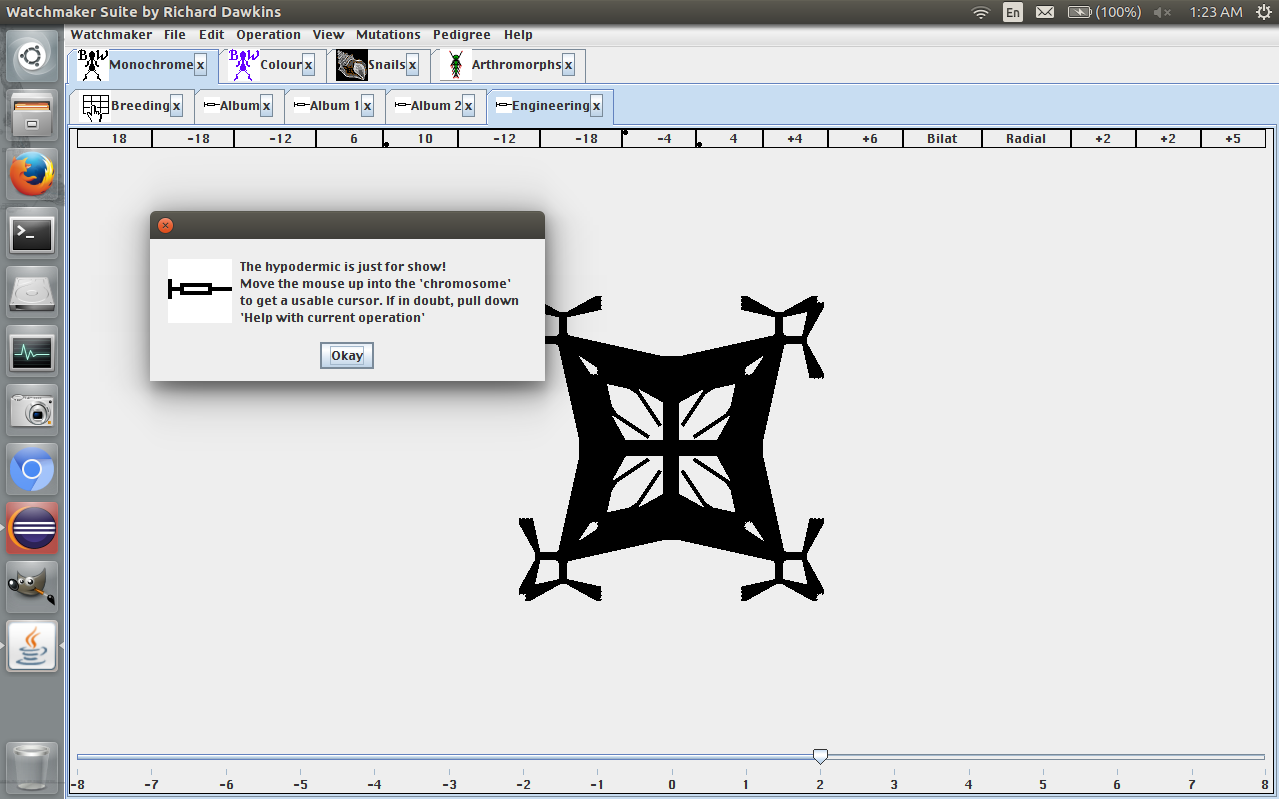 Watchmaker Suite by Richard Dawkins En (100%) 1:23 AM
Watchmaker File Edit Operation View Mutations Pedigree Help
BW Monochrome x BW Colour x Snails x Arthromorphs x
Breeding x Album x Album 1 x Album 2 x Engineering x
18 -18 -12 6 10 -12 -18 -4 4 +4 +6 Bilat Radial +2 +2 +5
The hypodermic is just for show!
Move the mouse up into the 'chromosome'
to get a usable cursor. If in doubt, pull down
'Help with current operation'
Okay
-8 -7 -6 -5 -4 -3 -2 -1 0 1 2 3 4 5 6 7 8